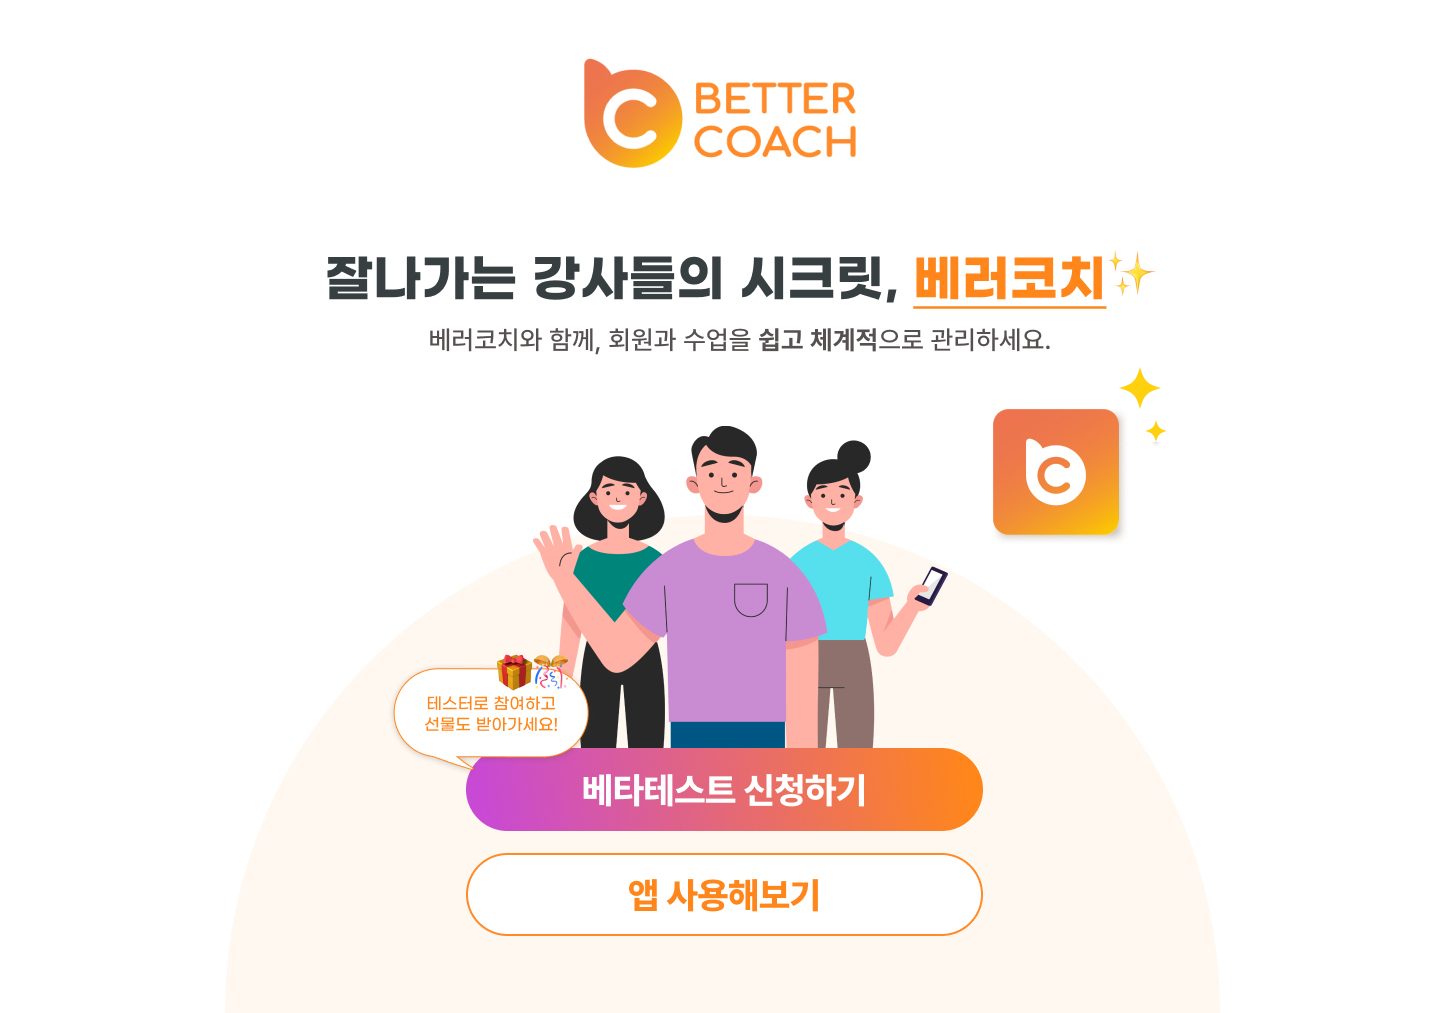 BETTER
COACH
잘나가는 강사들의 시크릿, 베러코치
베러코치와 함께, 회원과 수업을 쉽고 체계적으로 관리하세요.
테스터로 참여하고
선물도 받아가세요!
베타테스트 신청하기
앱 사용해보기